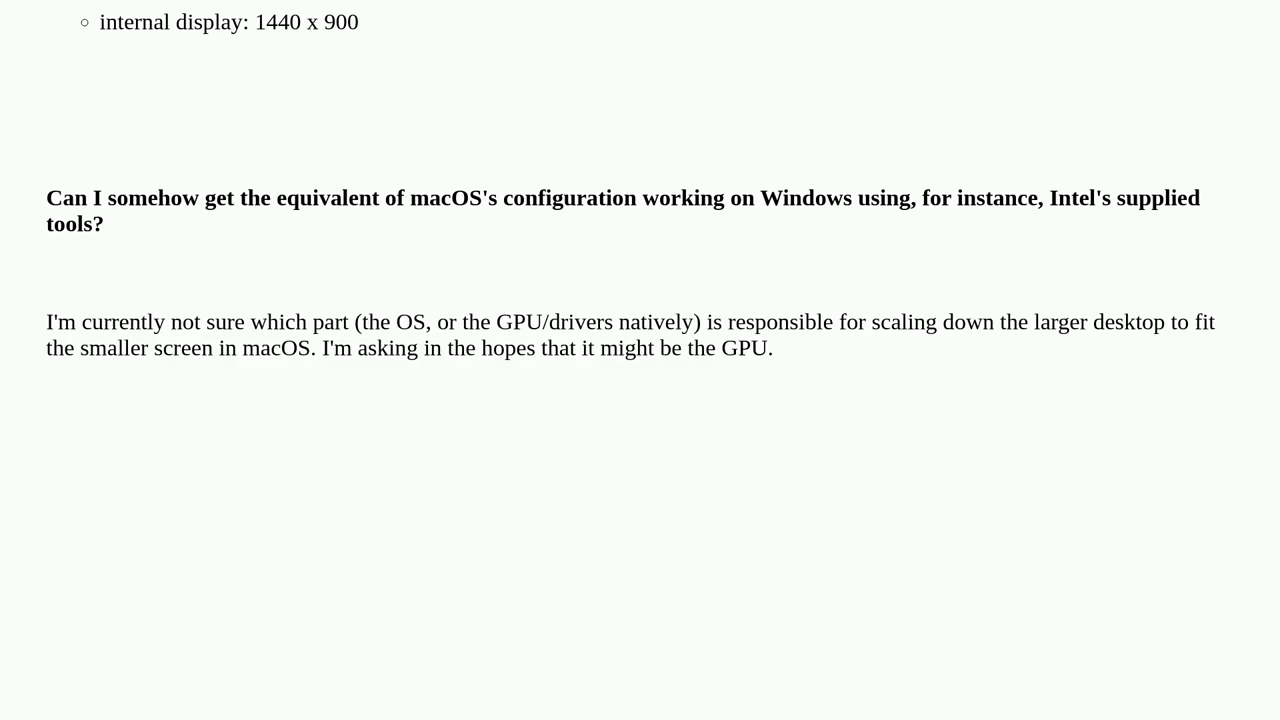 internal display: 1440 x 900
Can I somehow get the equivalent of macOS's configuration working on Windows using, for instance, Intel's supplied
tools?
I'm currently not sure which part (the OS, or the GPU/drivers natively) is responsible for scaling down the larger desktop to fit
the smaller screen in macOS. I'm asking in the hopes that it might be the GPU.